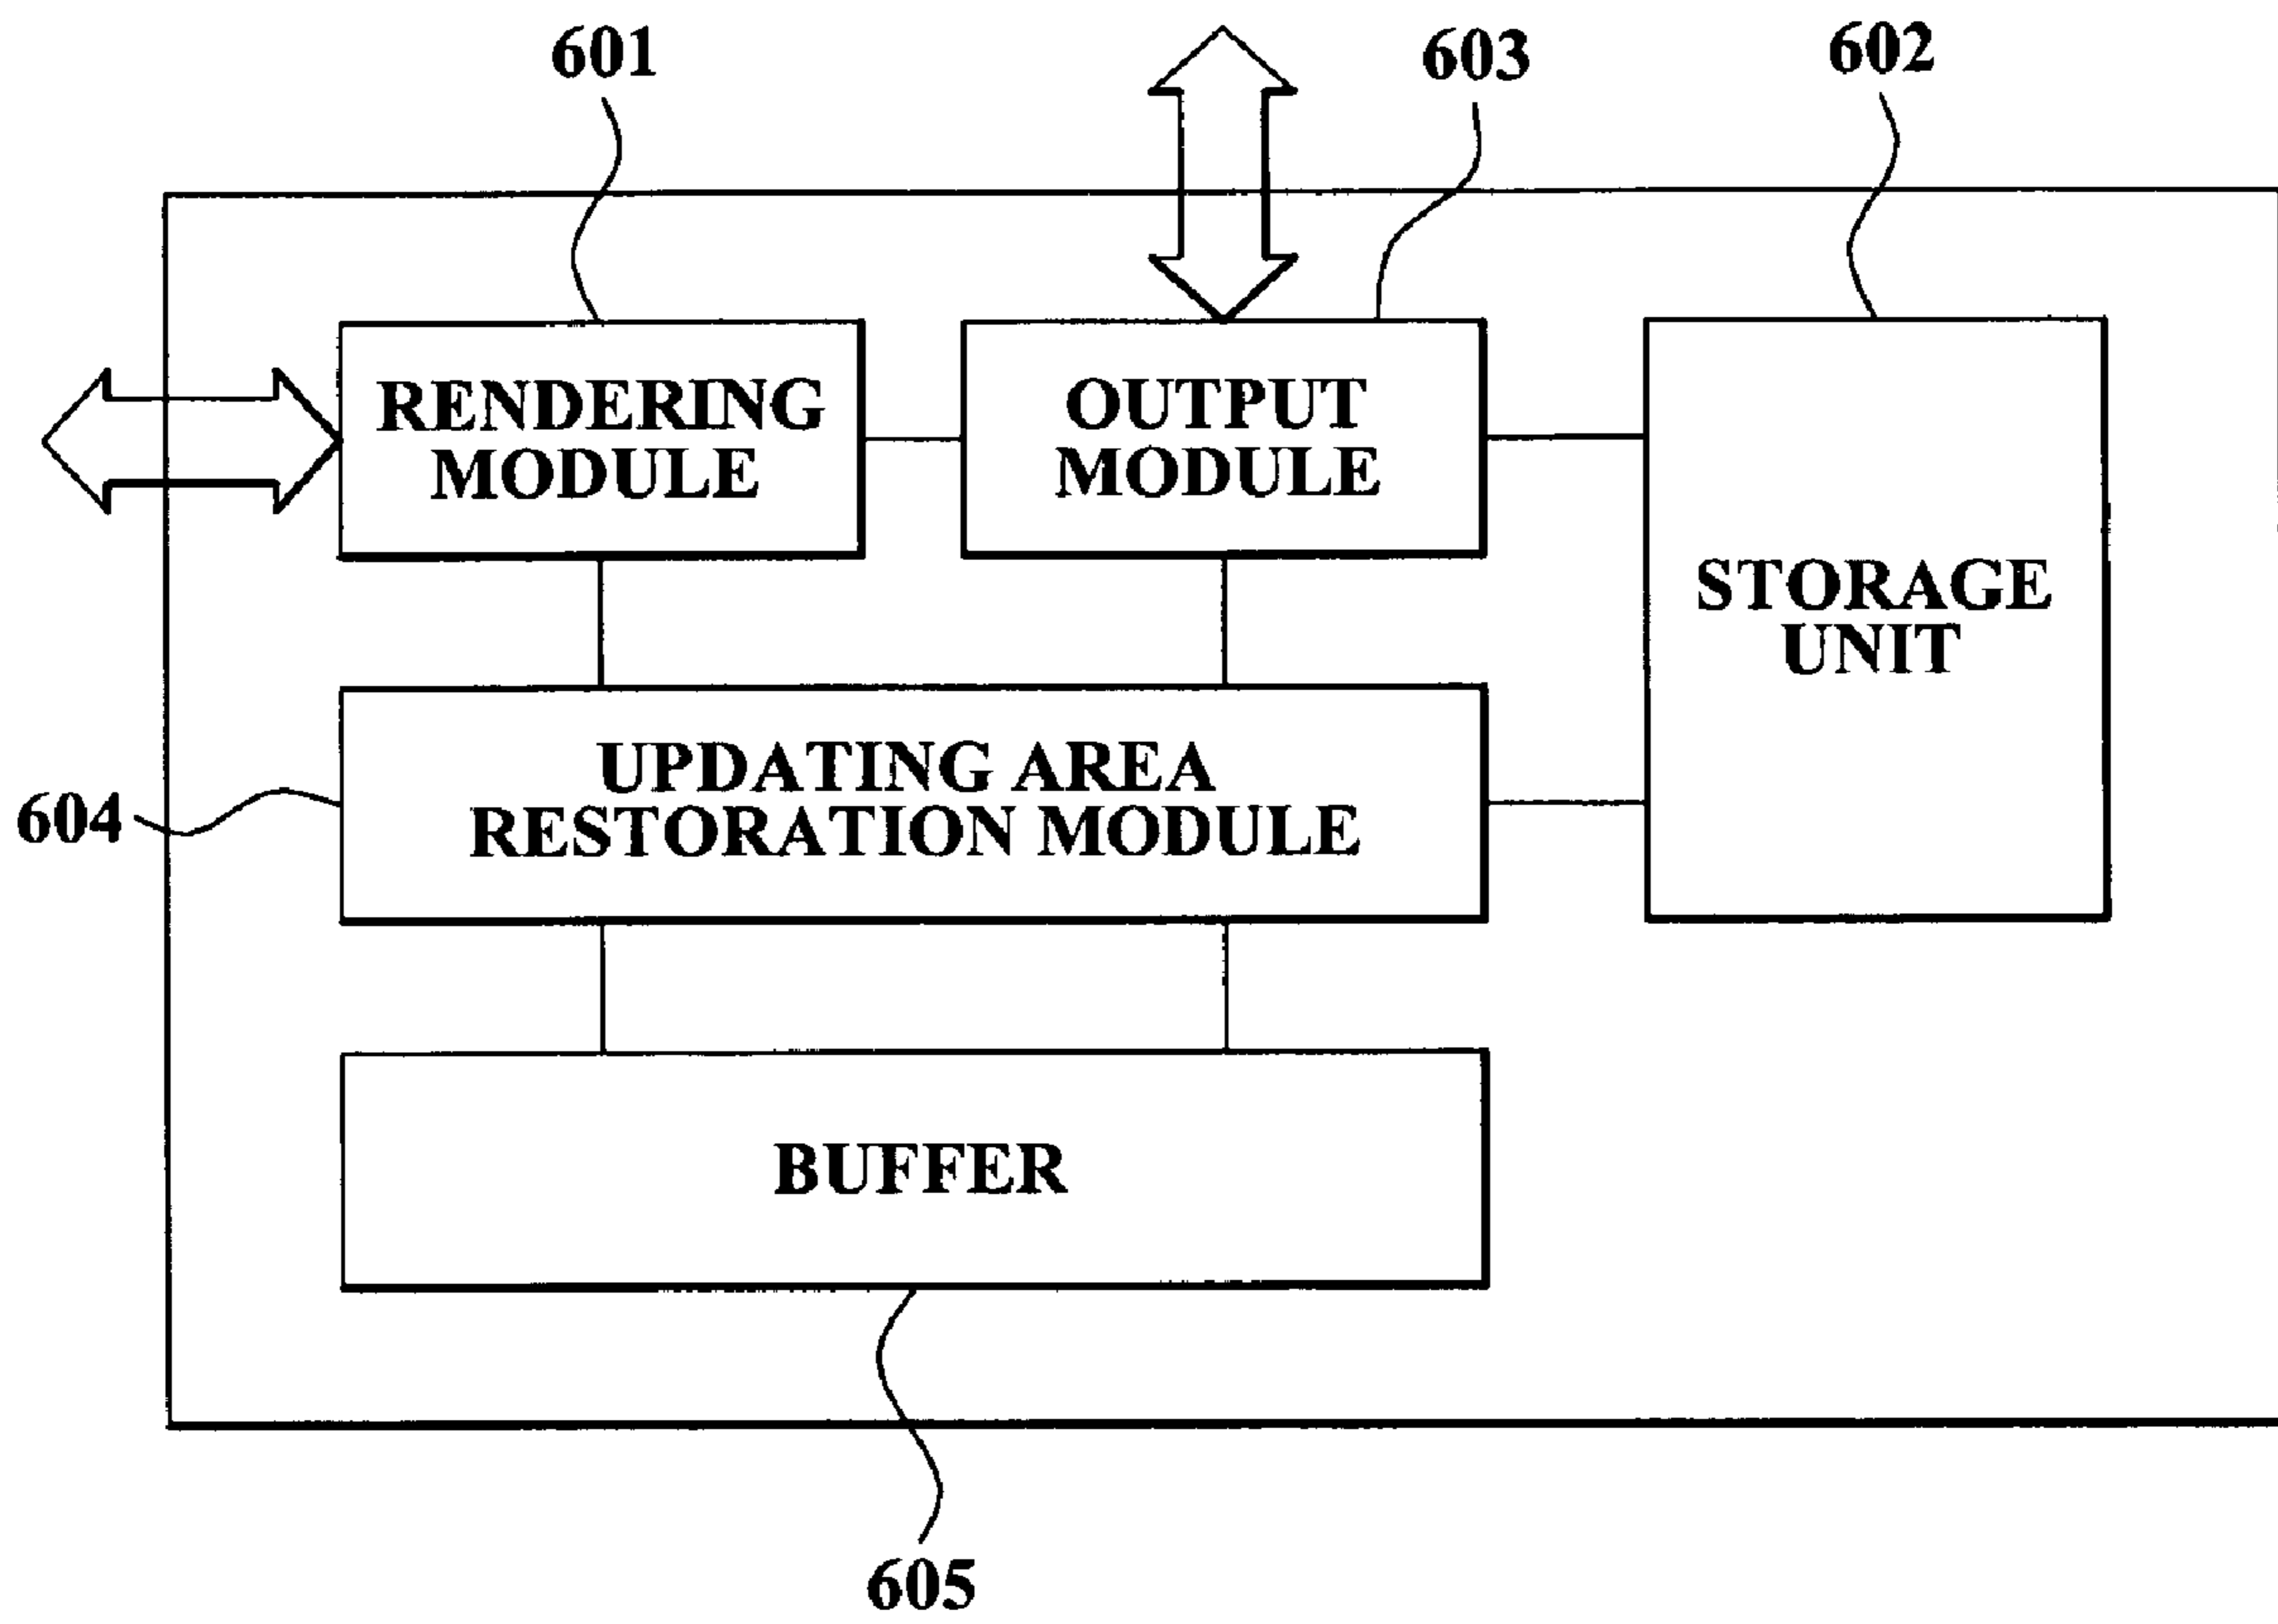 601
603
602
RENDERING
MODULE
OUTPUT
MODULE
STORAGE
UNIT
UPDATING AREA
RESTORATION MODULE
604
BUFFER
605